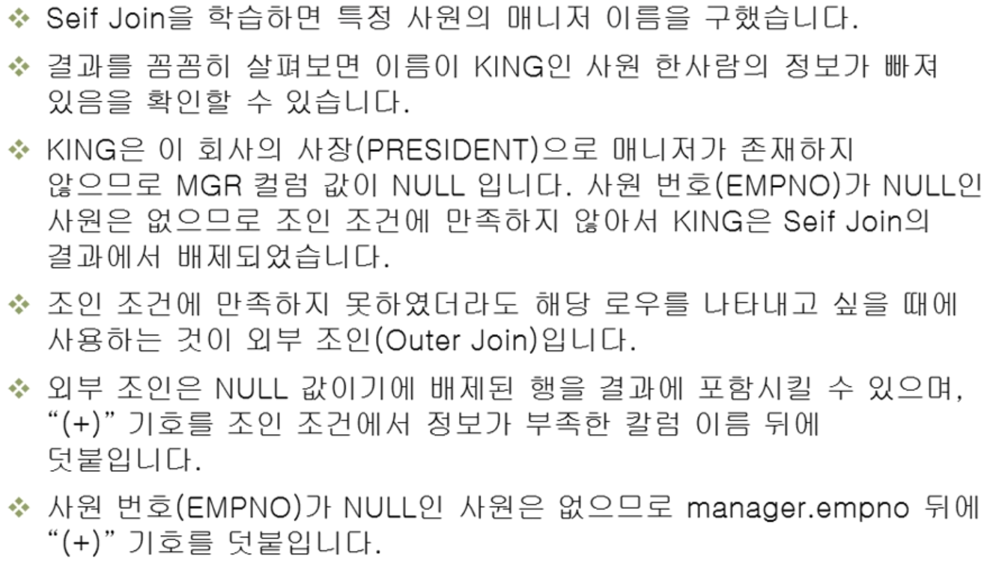 ❖ Seif Join을 학습하면 특정 사원의 매니저 이름을 구했습니다.
❖ 결과를 꼼꼼히 살펴보면 이름이 KING인 사원 한사람의 정보가 빠져
있음을 확인할 수 있습니다.
❖ KING은 이 회사의 사장(PRESIDENT)으로 매니저가 존재하지
않으므로 MGR 컬럼 값이 NULL 입니다. 사원 번호(EMPNO)가 NULL인
사원은 없으므로 조인 조건에 만족하지 않아서 KING은 Seif Join의
결과에서 배제되었습니다.
❖ 조인 조건에 만족하지 못하였더라도 해당 로우를 나타내고 싶을 때에
사용하는 것이 외부 조인(Outer Join)입니다.
❖ 외부 조인은 NULL 값이기에 배제된 행을 결과에 포함시킬 수 있으며,
“(+)” 기호를 조인 조건에서 정보가 부족한 칼럼 이름 뒤에
덧붙입니다.
❖ 사원 번호(EMPNO)가 NULL인 사원은 없으므로 manager.empno 뒤에
“(+)” 기호를 덧붙입니다.